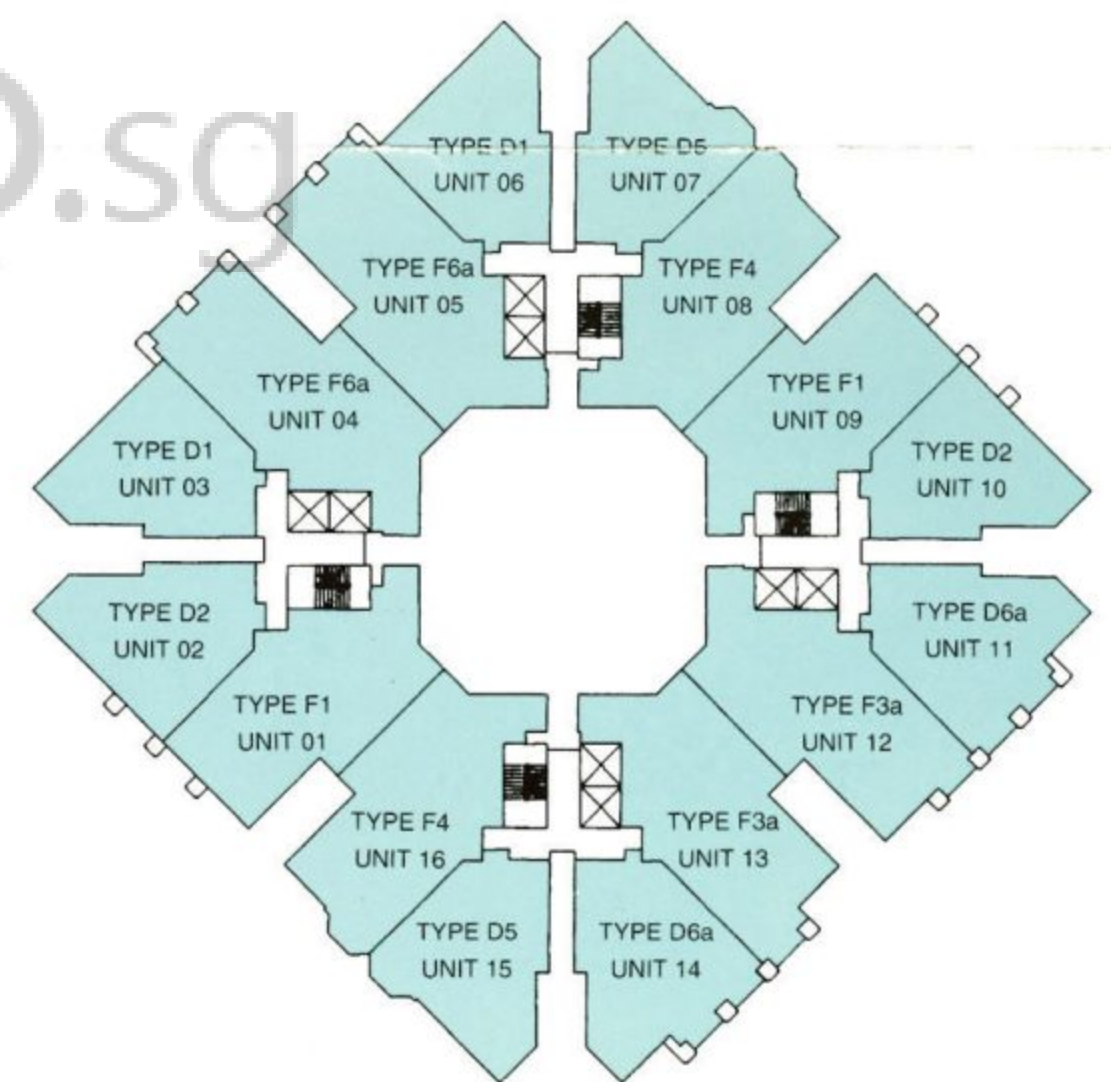 .sg
TYPE D1
UNIT 06
TYPE D5
UNIT 07
TYPE F6a
UNIT 05
TYPE F4
UNIT 08
TYPE F6a
UNIT 04
TYPE F1
UNIT 09
TYPE D1
UNIT 03
TYPE D2
UNIT 10
TYPE D2
UNIT 02
TYPE D6a
UNIT 11
TYPE F1
UNIT 01
TYPE F3a
UNIT 12
TYPE F4
UNIT 16
TYPE F3a
UNIT 13
TYPE D5
UNIT 15
TYPE D6a
UNIT 14